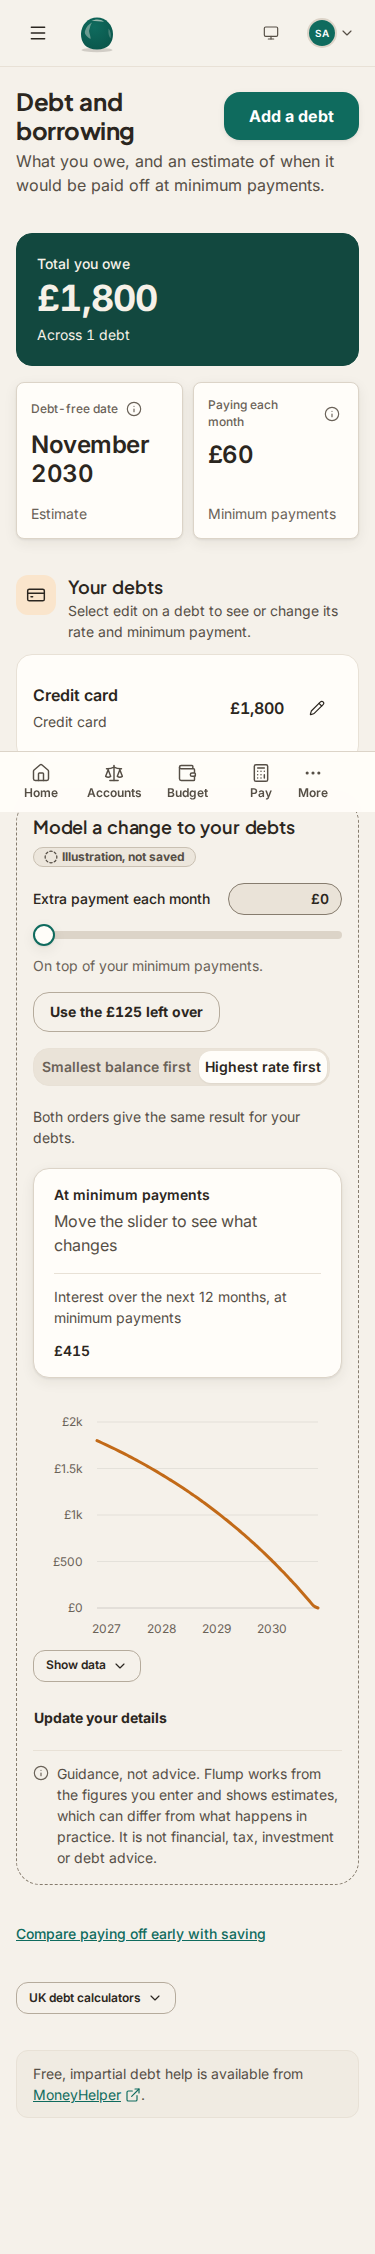 SA
Debt and
borrowing
Add a debt
What you owe, and an estimate of when it
would be paid off at minimum payments.
Total you owe
£1,800
Across 1 debt
Debt-free date
November
2030
Estimate
Paying each
month
£60
Minimum payments
Your debts
Select edit on a debt to see or change its
rate and minimum payment.
Credit card
Credit card
£1,800
Home
Accounts
Budget
Pay
More
Model a change to your debts
Illustration, not saved
Extra payment each month
£0
On top of your minimum payments.
Use the £125 left over
Smallest balance first
Highest rate first
Both orders give the same result for your
debts.
At minimum payments
Move the slider to see what
changes
Interest over the next 12 months, at
minimum payments
£415
£2k
£1.5k
£1k
£500
£0
2027 2028 2029 2030
Show data
Update your details
Guidance, not advice. Flump works from
the figures you enter and shows estimates,
which can differ from what happens in
practice. It is not financial, tax, investment
or debt advice.
Compare paying off early with saving
UK debt calculators
Free, impartial debt help is available from
MoneyHelper.